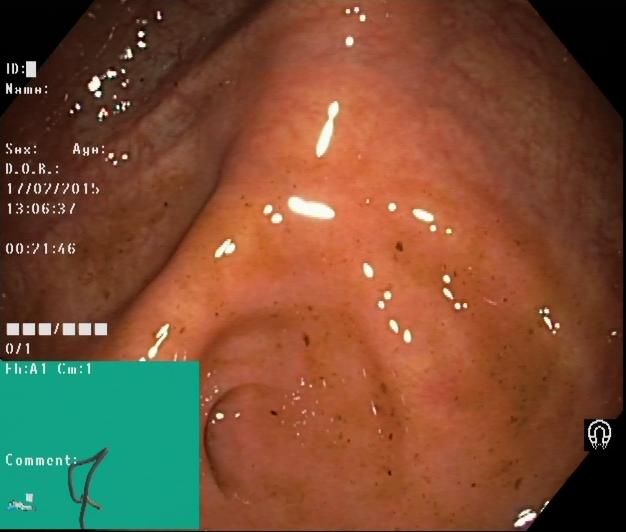 ID:
Name:
Sex: Age:
D.O.R.:
17/02/2015
13:06:37
00:21:46
0/1
Eh:A1 Cm:1
Comment: